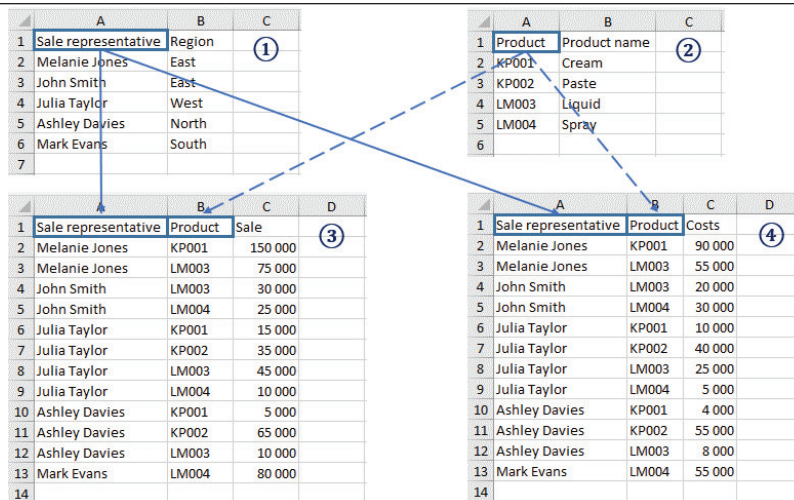 A B C
1 Sale representative Region ①
2 Melanie Jones East
3 John Smith East
4 Julia Taylor West
5 Ashley Davies North
6 Mark Evans South
7
A B C
1 Product Product name ②
2 KP001 Cream
3 KP002 Paste
4 LM003 Liquid
5 LM004 Spray
6
A B C D
1 Sale representative Product Sale ③
2 Melanie Jones KP001 150 000
3 Melanie Jones LM003 75 000
4 John Smith LM003 30 000
5 John Smith LM004 25 000
6 Julia Taylor KP001 15 000
7 Julia Taylor KP002 35 000
8 Julia Taylor LM003 45 000
9 Julia Taylor LM004 10 000
10 Ashley Davies KP001 5 000
11 Ashley Davies KP002 65 000
12 Ashley Davies LM003 10 000
13 Mark Evans LM004 80 000
14
A B C D
1 Sale representative Product Costs ④
2 Melanie Jones KP001 90 000
3 Melanie Jones LM003 55 000
4 John Smith LM003 20 000
5 John Smith LM004 30 000
6 Julia Taylor KP001 10 000
7 Julia Taylor KP002 40 000
8 Julia Taylor LM003 25 000
9 Julia Taylor LM004 5 000
10 Ashley Davies KP001 4 000
11 Ashley Davies KP002 55 000
12 Ashley Davies LM003 8 000
13 Mark Evans LM004 55 000
14